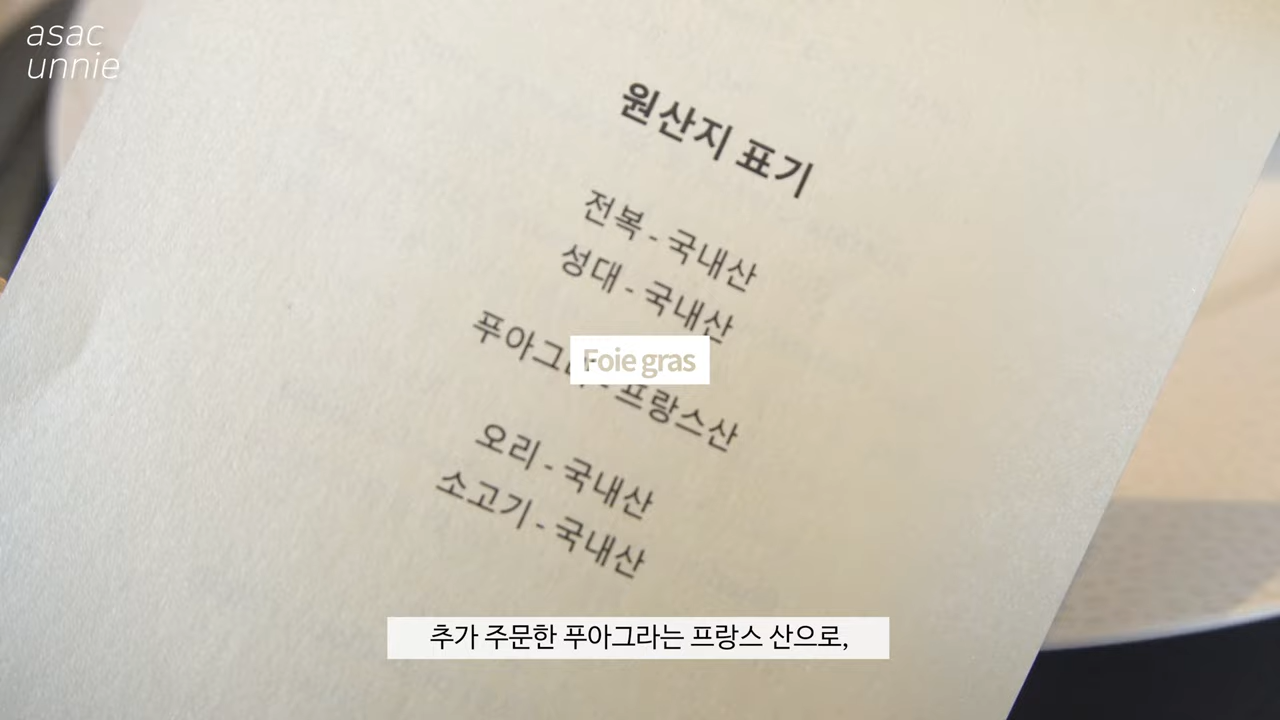 asac
unnie
원산지 표기
전복 - 국내산
성대 - 국내산
푸아그라 - 프랑스산
Foie gras
오리 - 국내산
소고기 - 국내산
추가 주문한 푸아그라는 프랑스 산으로,